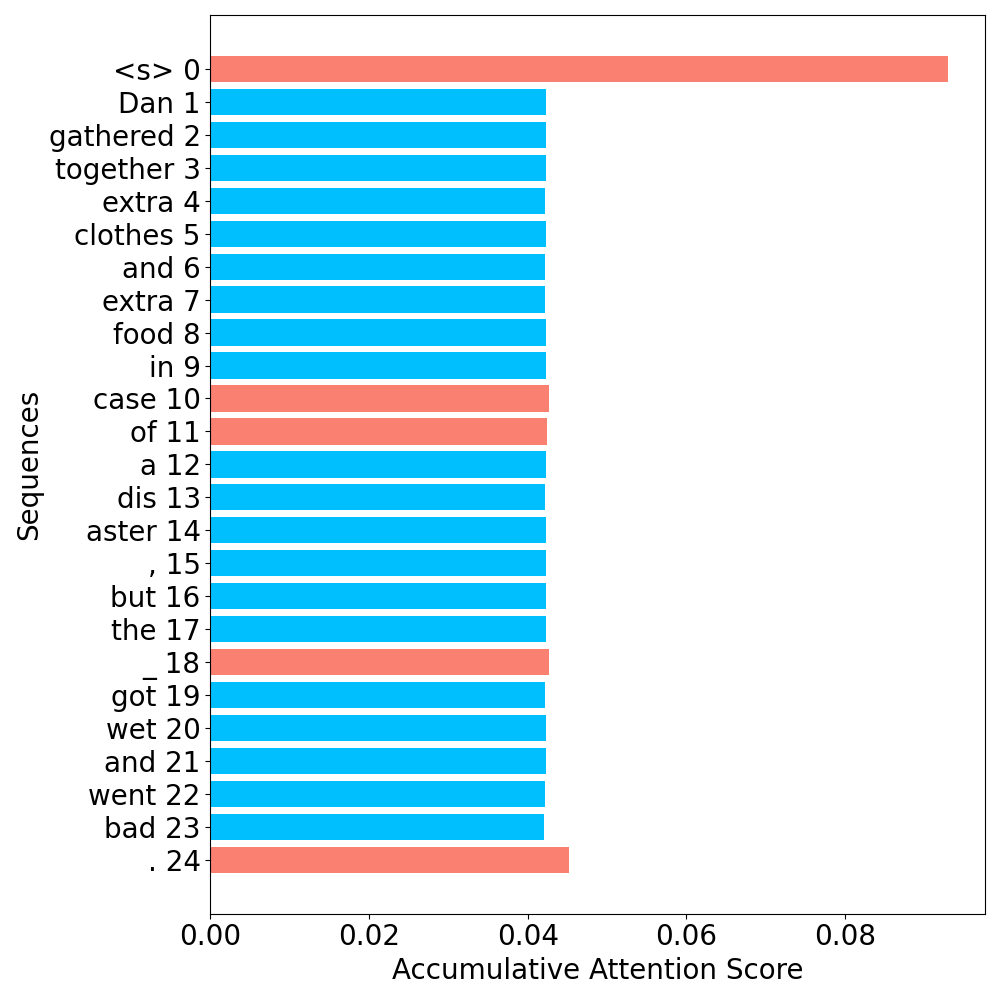 <s> 0
Dan 1
gathered 2
together 3
extra 4
clothes 5
and 6
extra 7
food 8
in 9
case 10
of 11
a 12
dis 13
aster 14
, 15
but 16
the 17
_ 18
got 19
wet 20
and 21
went 22
bad 23
. 24
Sequences
0.00 0.02 0.04 0.06 0.08
Accumulative Attention Score